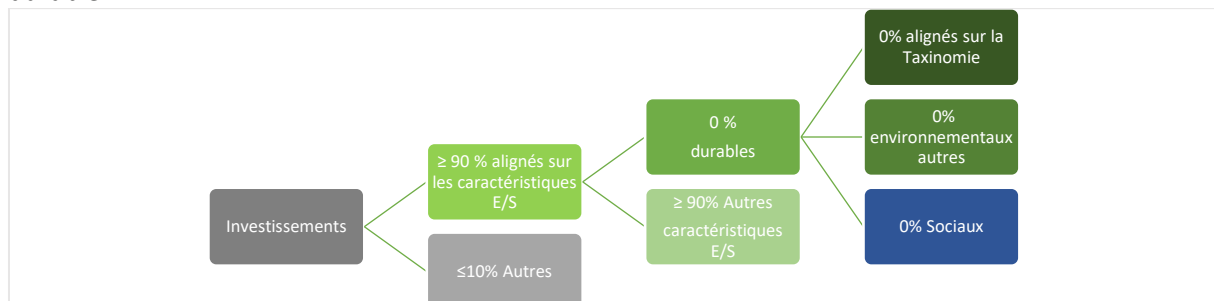 Investissements
≥ 90 % alignés sur
les caractéristiques
E/S
≤10% Autres
0 %
durables
≥ 90% Autres
caractéristiques
E/S
0% alignés sur la
Taxinomie
0%
environnementaux
autres
0% Sociaux